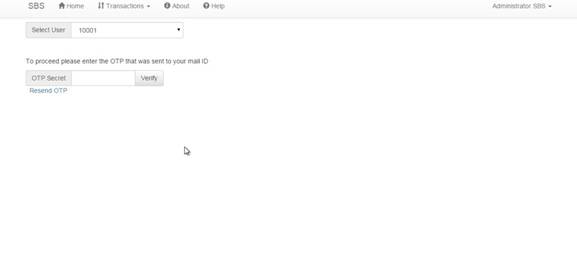 SBS Home Transactions About Help Administrator SBS
Select User 10001
To proceed please enter the OTP that was sent to your mail ID
OTP Secret Verify
Resend OTP